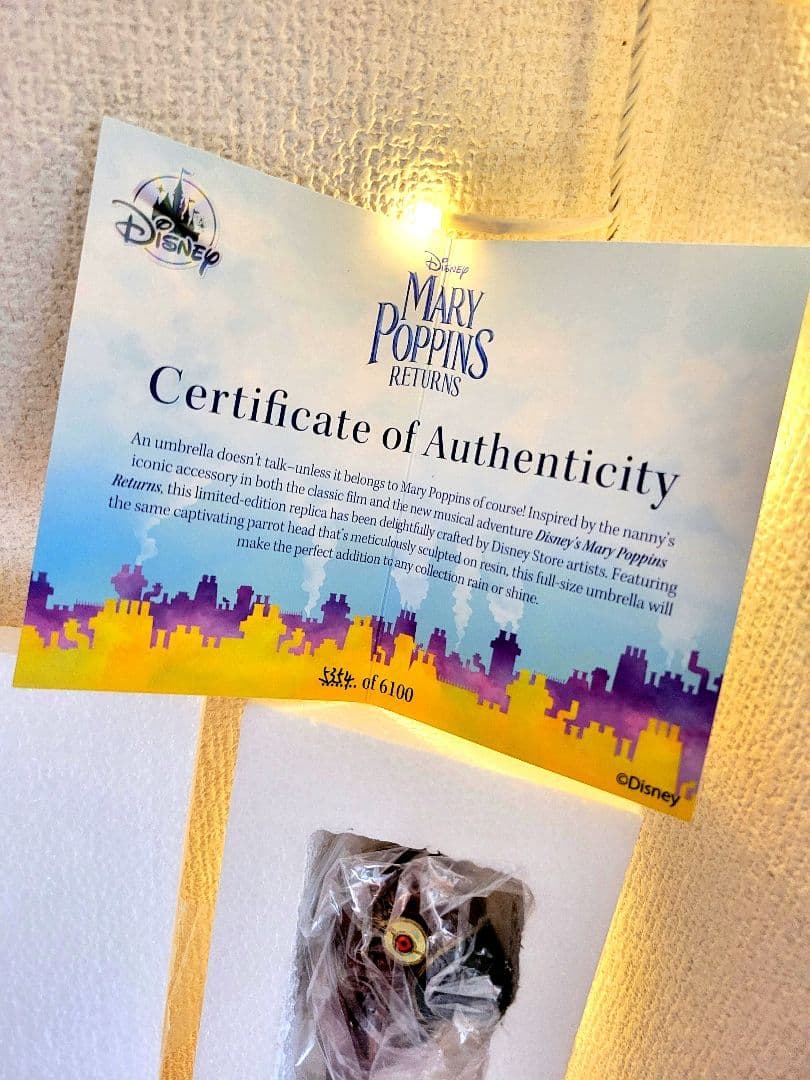 Disney
Disney
MARY
POPPINS
RETURNS
Certificate of Authenticity
An umbrella doesn't talk–unless it belongs to Mary Poppins of course! Inspired by the nanny's
iconic accessory in both the classic film and the new musical adventure Disney's Mary Poppins
Returns, this limited-edition replica has been delightfully crafted by Disney Store artists. Featuring
the same captivating parrot head that's meticulously sculpted on resin, this full-size umbrella will
make the perfect addition to any collection rain or shine.
5354. of 6100
©Disney